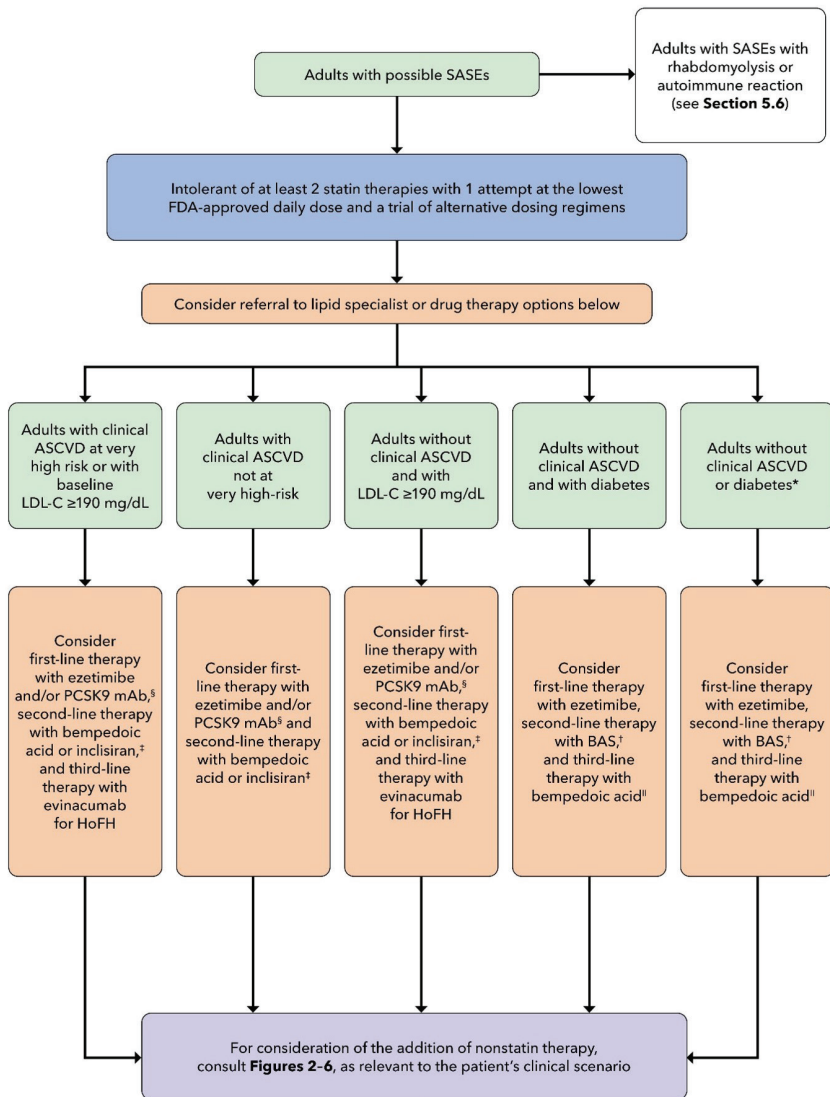 Adults with possible SASEs
Adults with SASEs with
rhabdomyolysis or
autoimmune reaction
(see Section 5.6)
Intolerant of at least 2 statin therapies with 1 attempt at the lowest
FDA-approved daily dose and a trial of alternative dosing regimens
Consider referral to lipid specialist or drug therapy options below
Adults with clinical
ASCVD at very
high risk or with
baseline
LDL-C ≥190 mg/dL
Adults with
clinical ASCVD
not at
very high-risk
Adults without
clinical ASCVD
and with
LDL-C ≥190 mg/dL
Adults without
clinical ASCVD
and with diabetes
Adults without
clinical ASCVD
or diabetes*
Consider
first-line therapy
with ezetimibe
and/or PCSK9 mAb,§
second-line therapy
with bempedoic
acid or inclisiran,‡
and third-line
therapy with
evinacumab
for HoFH
Consider first-
line therapy with
ezetimibe and/or
PCSK9 mAb§ and
second-line therapy
with bempedoic
acid or inclisiran‡
Consider first-
line therapy with
ezetimibe and/or
PCSK9 mAb,§
second-line therapy
with bempedoic
acid or inclisiran,‡
and third-line
therapy with
evinacumab
for HoFH
Consider
first-line therapy
with ezetimibe,
second-line therapy
with BAS,†
and third-line
therapy with
bempedoic acid||
Consider
first-line therapy
with ezetimibe,
second-line therapy
with BAS,†
and third-line
therapy with
bempedoic acid||
For consideration of the addition of nonstatin therapy,
consult Figures 2–6, as relevant to the patient's clinical scenario